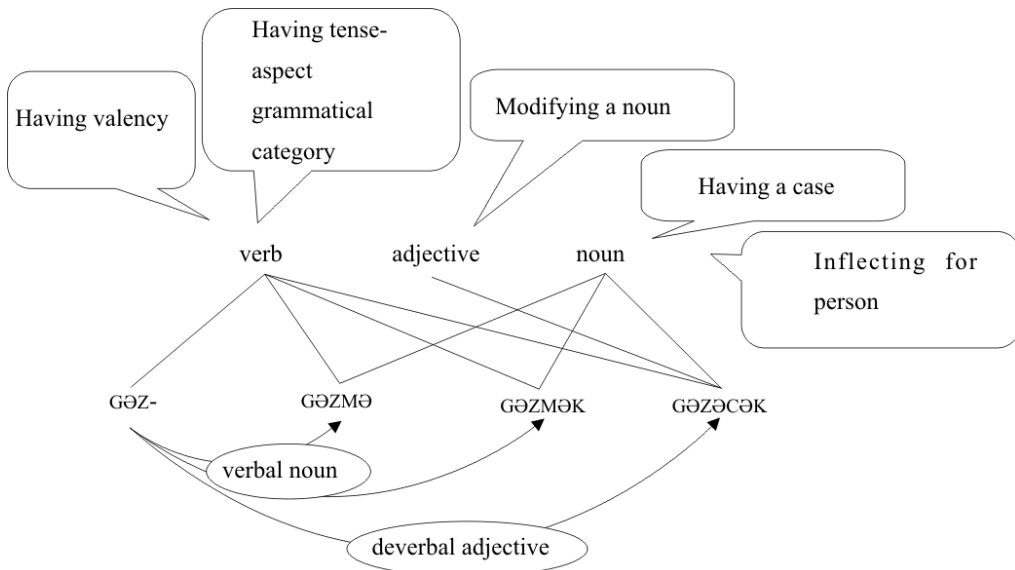 Having tense-
aspect
grammatical
category
Having valency
Modifying a noun
Having a case
Inflecting for
person
verb
adjective
noun
GƏZ-
GƏZMƏ
GƏZMƏK
GƏZƏCƏK
verbal noun
deverbal adjective